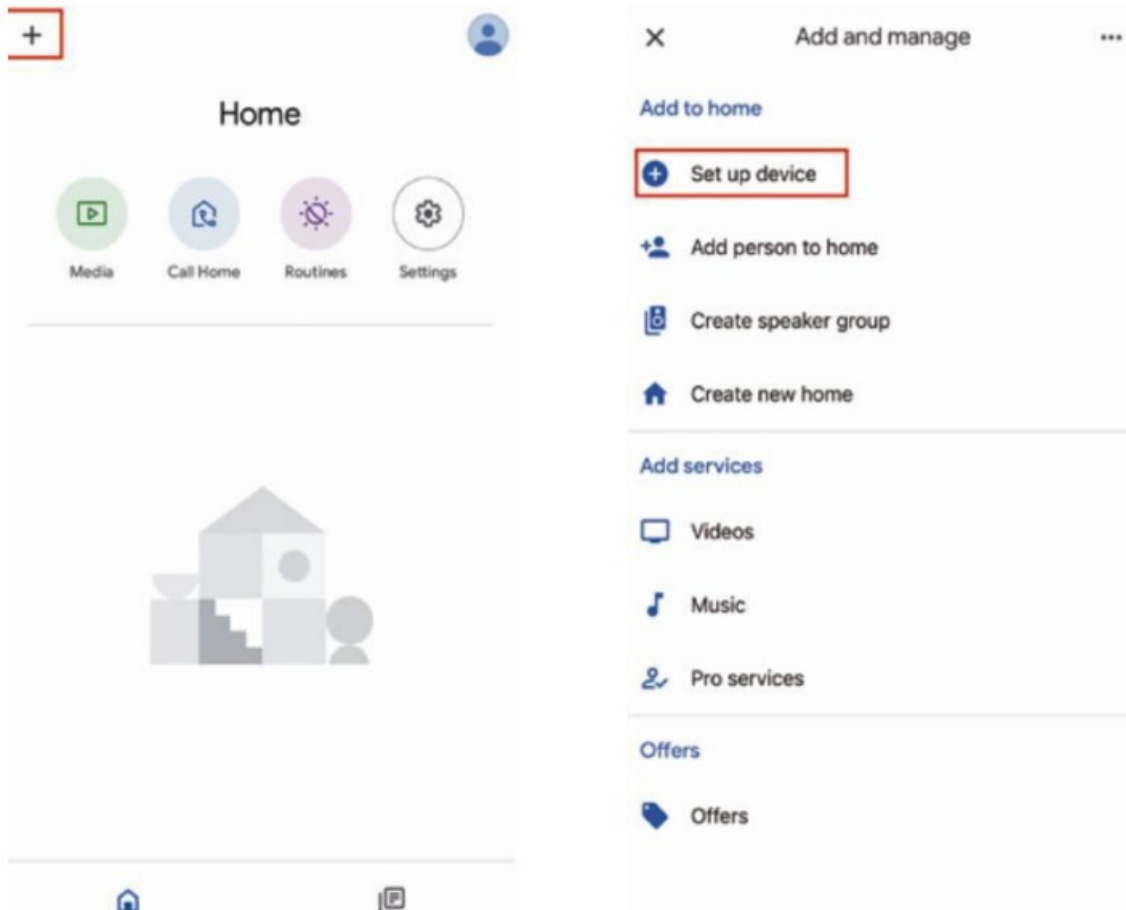 Home
Media
Call Home
Routines
Settings
Add and manage
Add to home
Set up device
Add person to home
Create speaker group
Create new home
Add services
Videos
Music
Pro services
Offers
Offers